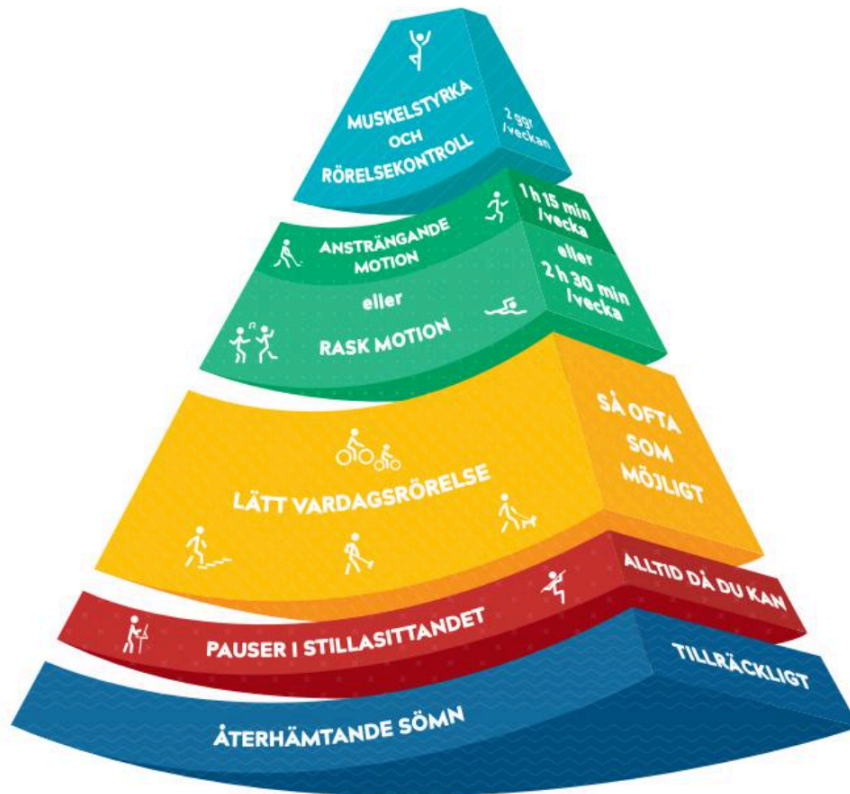 MUSKELSTYRKA
OCH
RÖRELSEKONTROLL
2 ggr
/veckan
ANSTRÄNGANDE
MOTION
1 h 15 min
/vecka
eller
RASK MOTION
eller
2 h 30 min
/vecka
LÄTT VARDAGSRÖRELSE
SÅ OFTA
SOM
MÖJLIGT
PAUSER I STILLASITTANDET
ALLTID DÅ DU KAN
ÅTERHÄMTANDE SÖMN
TILLRÄCKLIGT